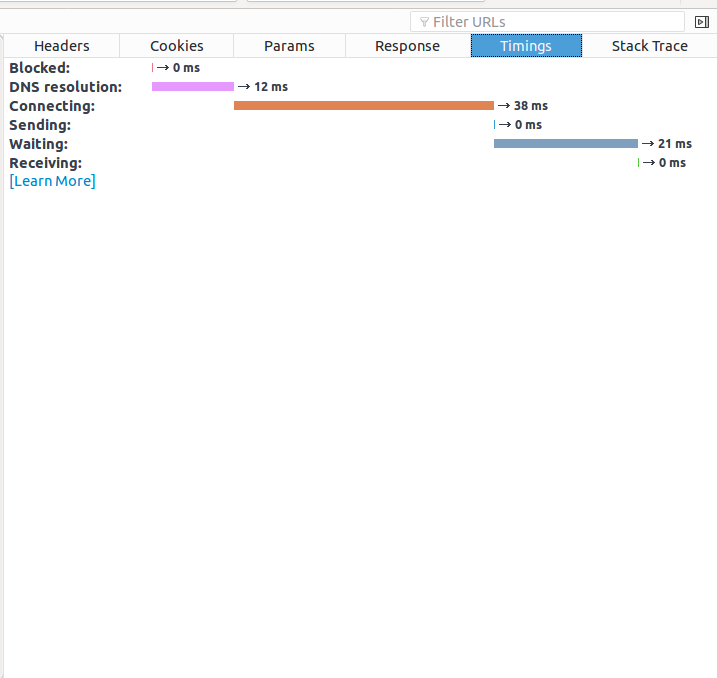 Filter URLs
Headers Cookies Params Response Timings Stack Trace
Blocked: → 0 ms
DNS resolution: → 12 ms
Connecting: → 38 ms
Sending: → 0 ms
Waiting: → 21 ms
Receiving: → 0 ms
[Learn More]